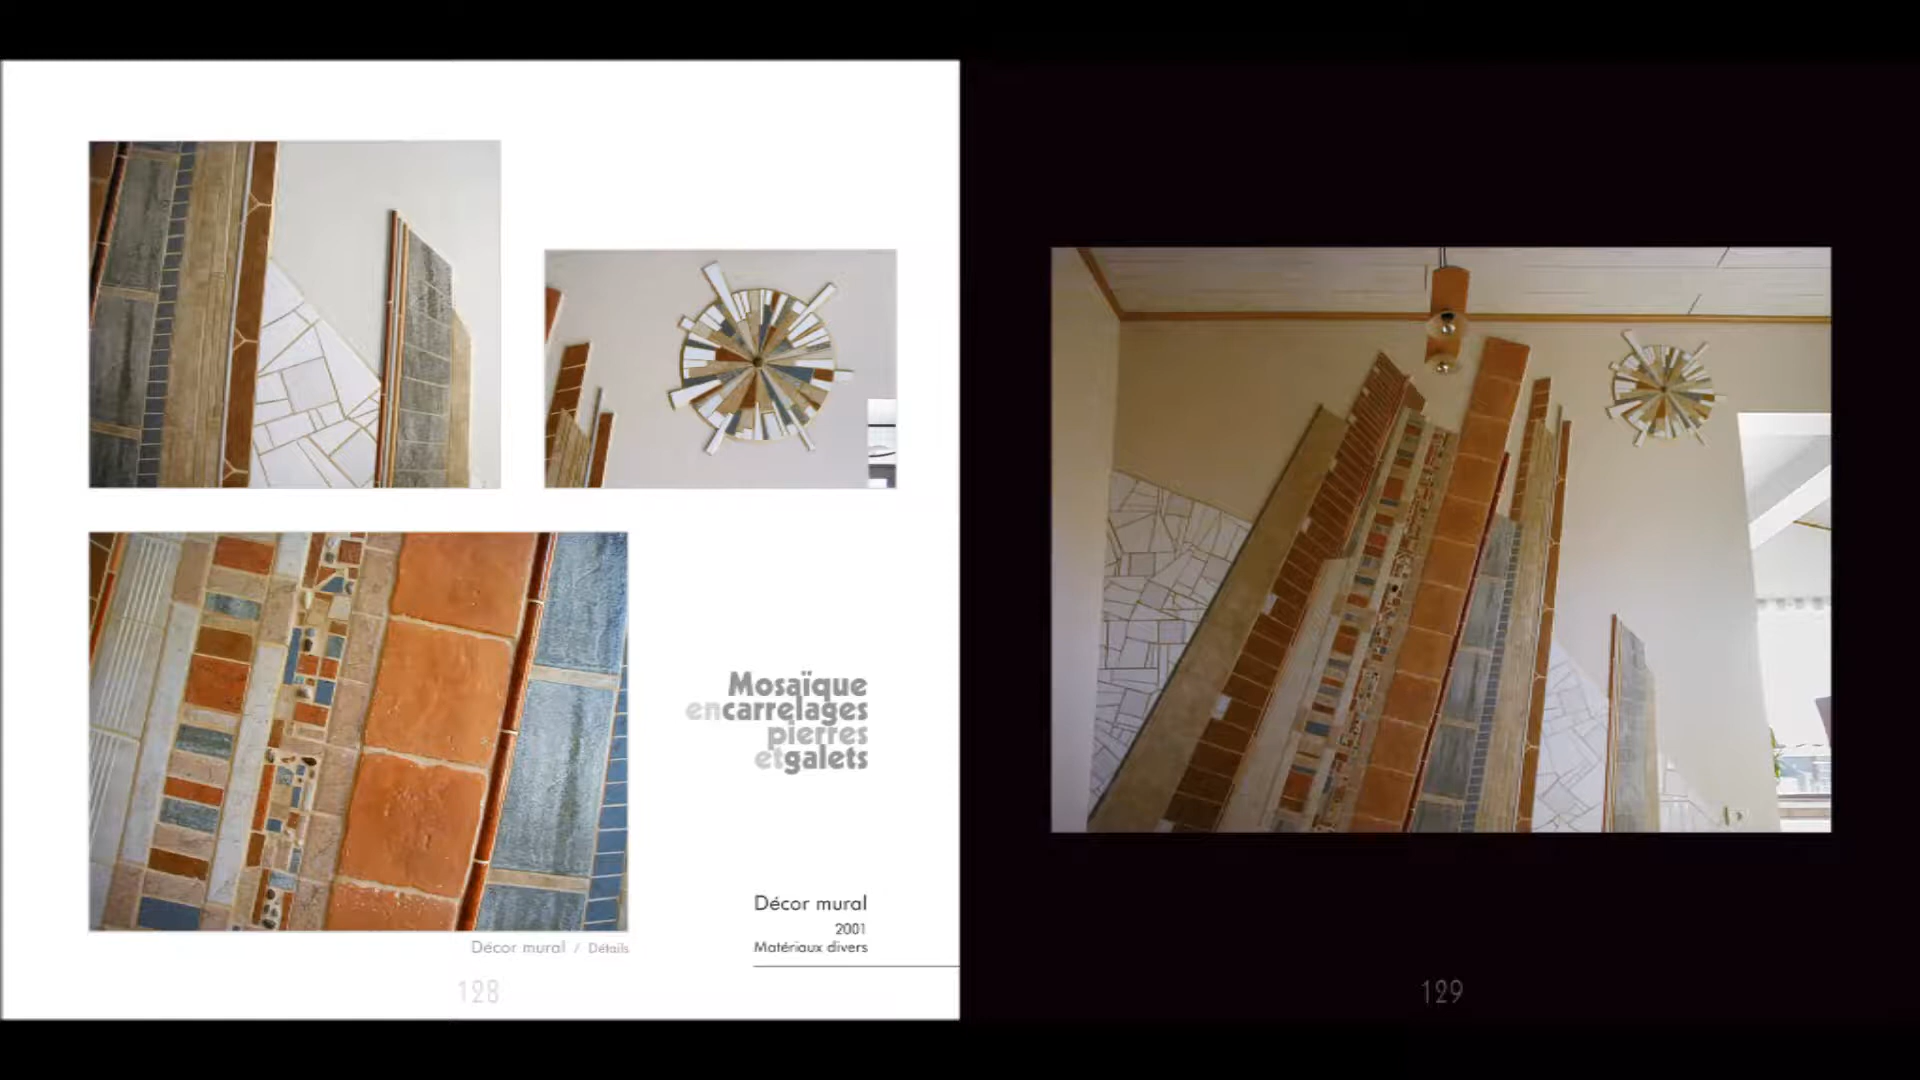 Mosaïque
encarrelages
pierres
etgalets
Décor mural
2001
Matériaux divers
Décor mural / Détails
128
129